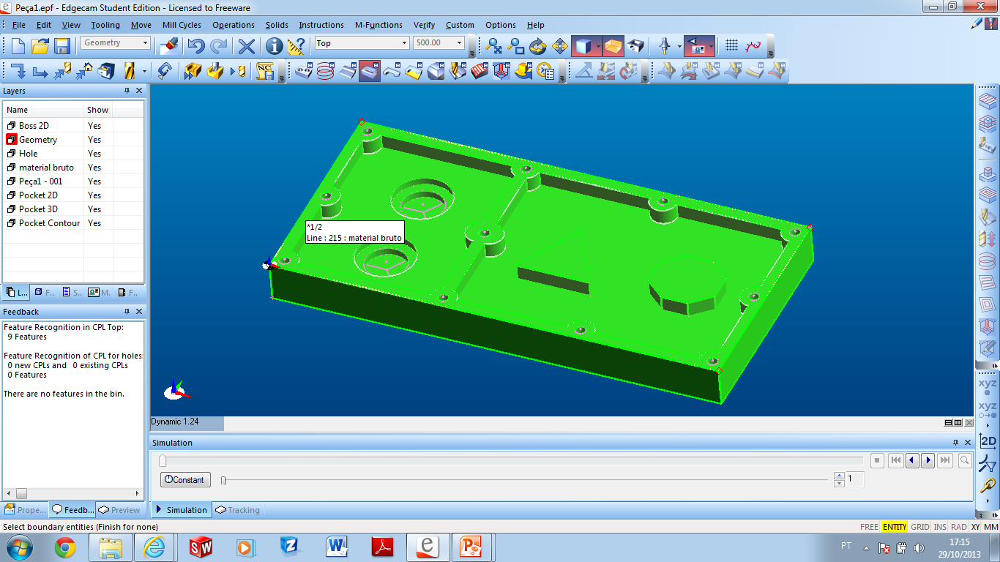 Peça1.epf - Edgecam Student Edition - Licensed to Freeware
File Edit View Tooling Move Mill Cycles Operations Solids Instructions M-Functions Verify Custom Options Help
Geometry Top 500.00
Layers
Name Show
Boss 2D Yes
Geometry Yes
Hole Yes
material bruto Yes
Peça1 - 001 Yes
Pocket 2D Yes
Pocket 3D Yes
Pocket Contour Yes
L... F.. S.. M. F..
Feedback
Feature Recognition in CPL Top:
9 Features
Feature Recognition of CPL for holes:
0 new CPLs and 0 existing CPLs
0 Features
There are no features in the bin.
Prope... Feedb... Preview
*1/2
Line : 215 : material bruto
Dynamic 1.24
Simulation
Constant
1
Simulation Tracking
xyz
xyz
2D
Select boundary entities (Finish for none)
FREE ENTITY GRID INS RAD XY MM
PT
17:15
29/10/2013